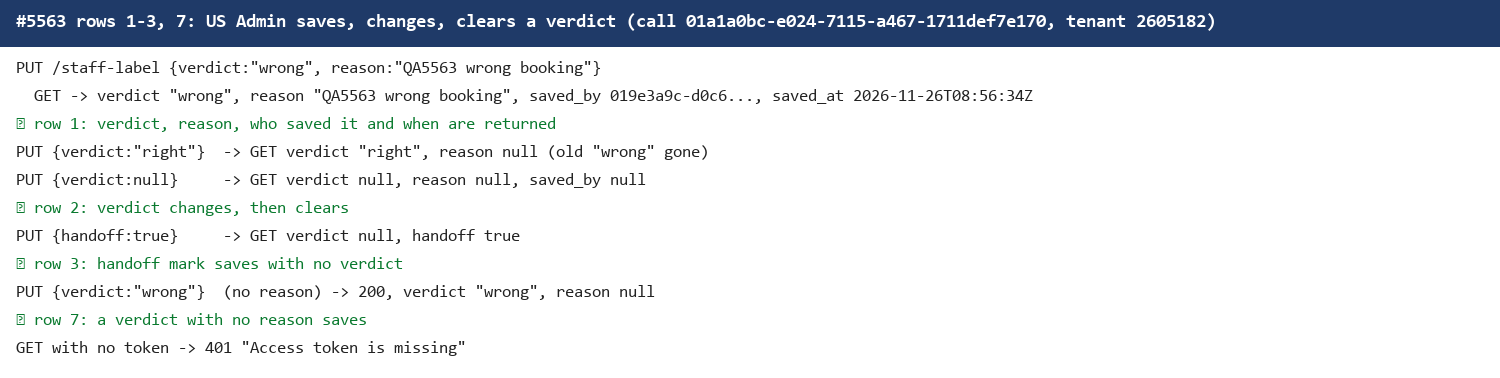 #5563 rows 1-3, 7: US Admin saves, changes, clears a verdict (call 01a1a0bc-e024-7115-a467-1711def7e170, tenant 2605182)
PUT /staff-label {verdict:"wrong", reason:"QA5563 wrong booking"}
GET -> verdict "wrong", reason "QA5563 wrong booking", saved_by 019e3a9c-d0c6..., saved_at 2026-11-26T08:56:34Z
row 1: verdict, reason, who saved it and when are returned
PUT {verdict:"right"} -> GET verdict "right", reason null (old "wrong" gone)
PUT {verdict:null} -> GET verdict null, reason null, saved_by null
row 2: verdict changes, then clears
PUT {handoff:true} -> GET verdict null, handoff true
row 3: handoff mark saves with no verdict
PUT {verdict:"wrong"} (no reason) -> 200, verdict "wrong", reason null
row 7: a verdict with no reason saves
GET with no token -> 401 "Access token is missing"